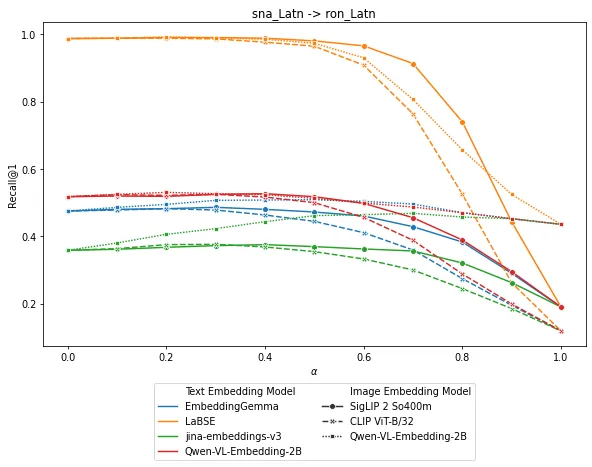 sna_Latn -> ron_Latn
Recall@1
1.0
0.8
0.6
0.4
0.2
0.0 0.2 0.4 0.6 0.8 1.0
α
Text Embedding Model Image Embedding Model
EmbeddingGemma SigLIP 2 So400m
LaBSE CLIP ViT-B/32
jina-embeddings-v3 Qwen-VL-Embedding-2B
Qwen-VL-Embedding-2B